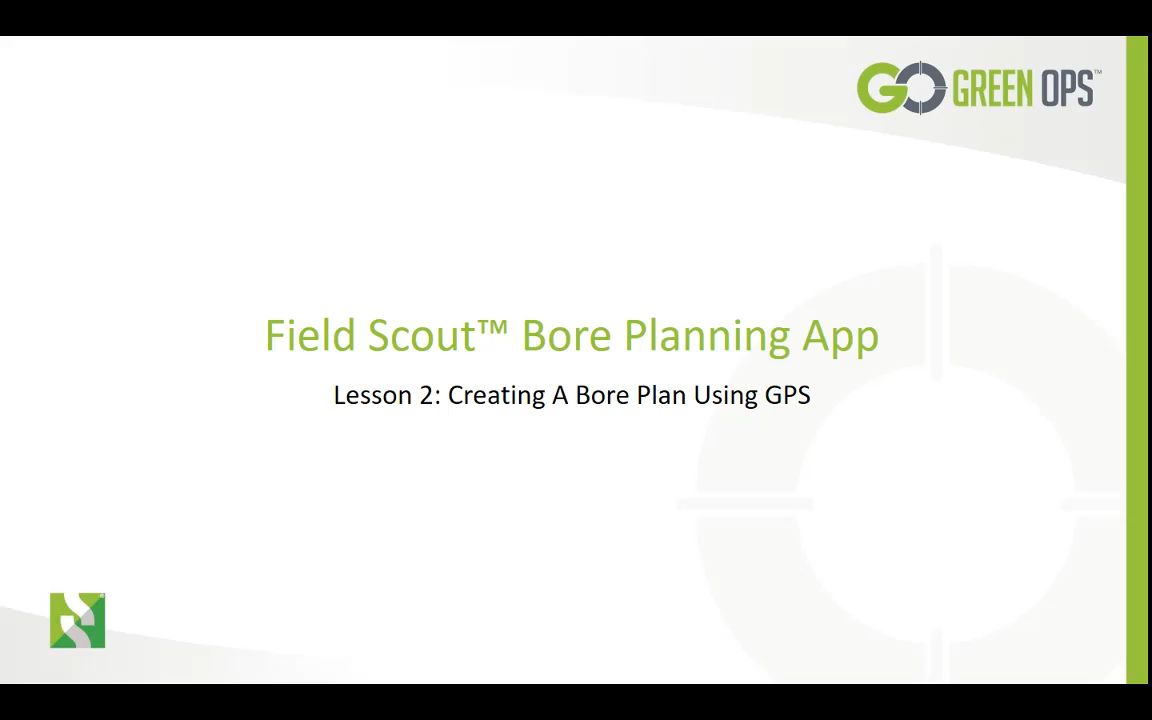 GO GREEN OPS™
Field Scout™ Bore Planning App
Lesson 2: Creating A Bore Plan Using GPS